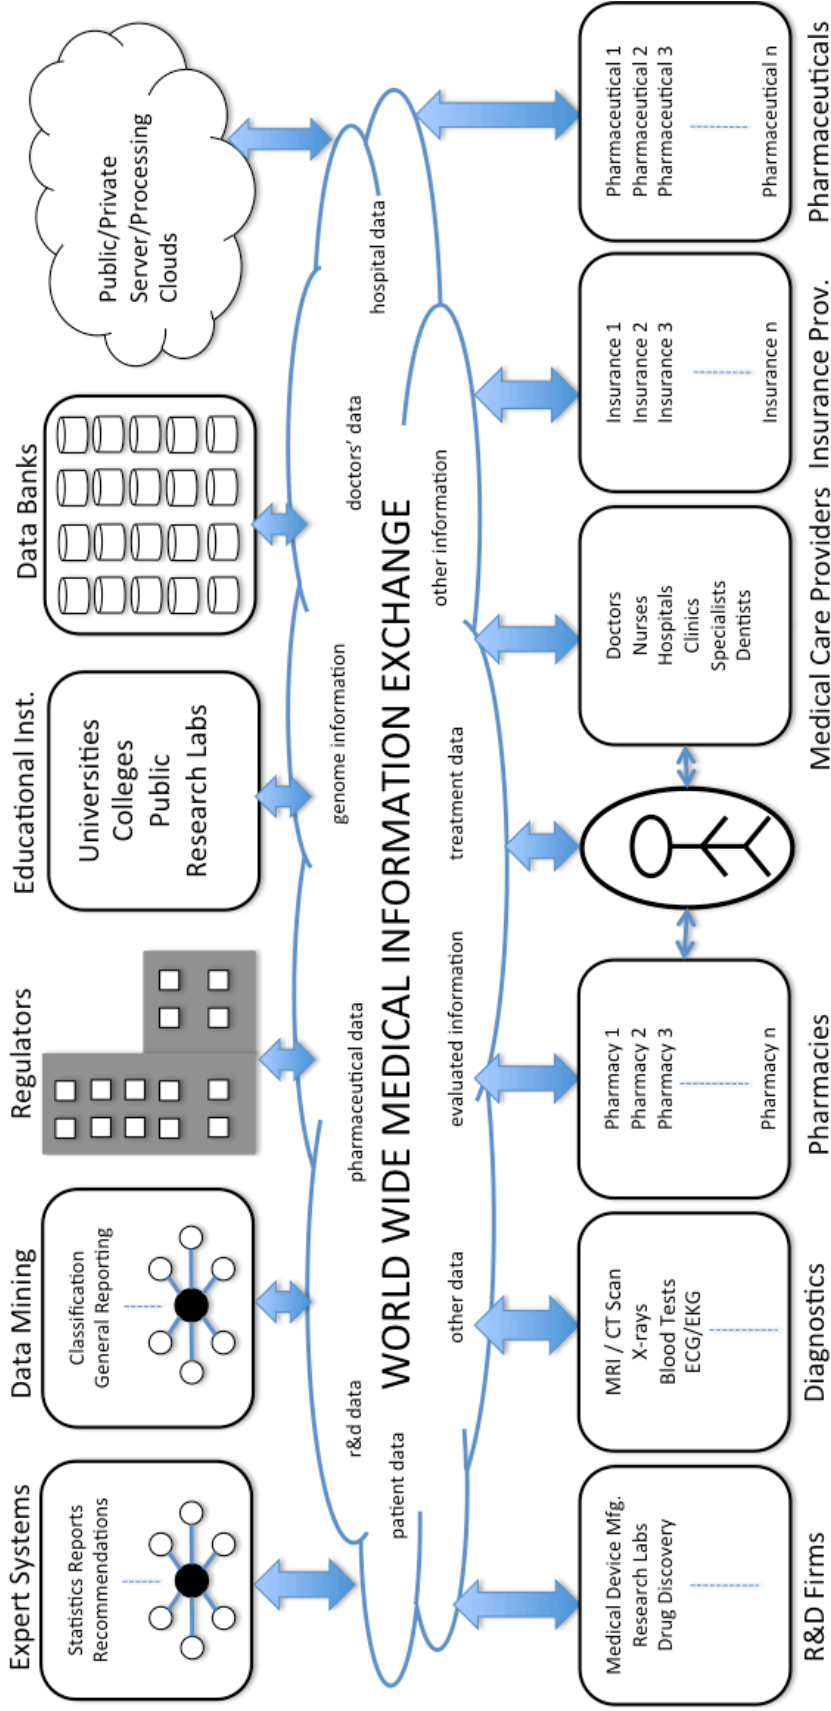 Expert Systems
Statistics Reports
Recommendations
Data Mining
Classification
General Reporting
Regulators
Educational Inst.
Universities
Colleges
Public
Research Labs
Data Banks
Public/Private
Server/Processing
Clouds
r&d data
pharmaceutical data
genome information
doctors' data
hospital data
patient data
WORLD WIDE MEDICAL INFORMATION EXCHANGE
other data
evaluated information
treatment data
other information
Medical Device Mfg.
Research Labs
Drug Discovery
R&D Firms
MRI / CT Scan
X-rays
Blood Tests
ECG/EKG
Diagnostics
Pharmacy 1
Pharmacy 2
Pharmacy 3
Pharmacy n
Pharmacies
Doctors
Nurses
Hospitals
Clinics
Specialists
Dentists
Medical Care Providers
Insurance 1
Insurance 2
Insurance 3
Insurance n
Insurance Prov.
Pharmaceutical 1
Pharmaceutical 2
Pharmaceutical 3
Pharmaceutical n
Pharmaceuticals